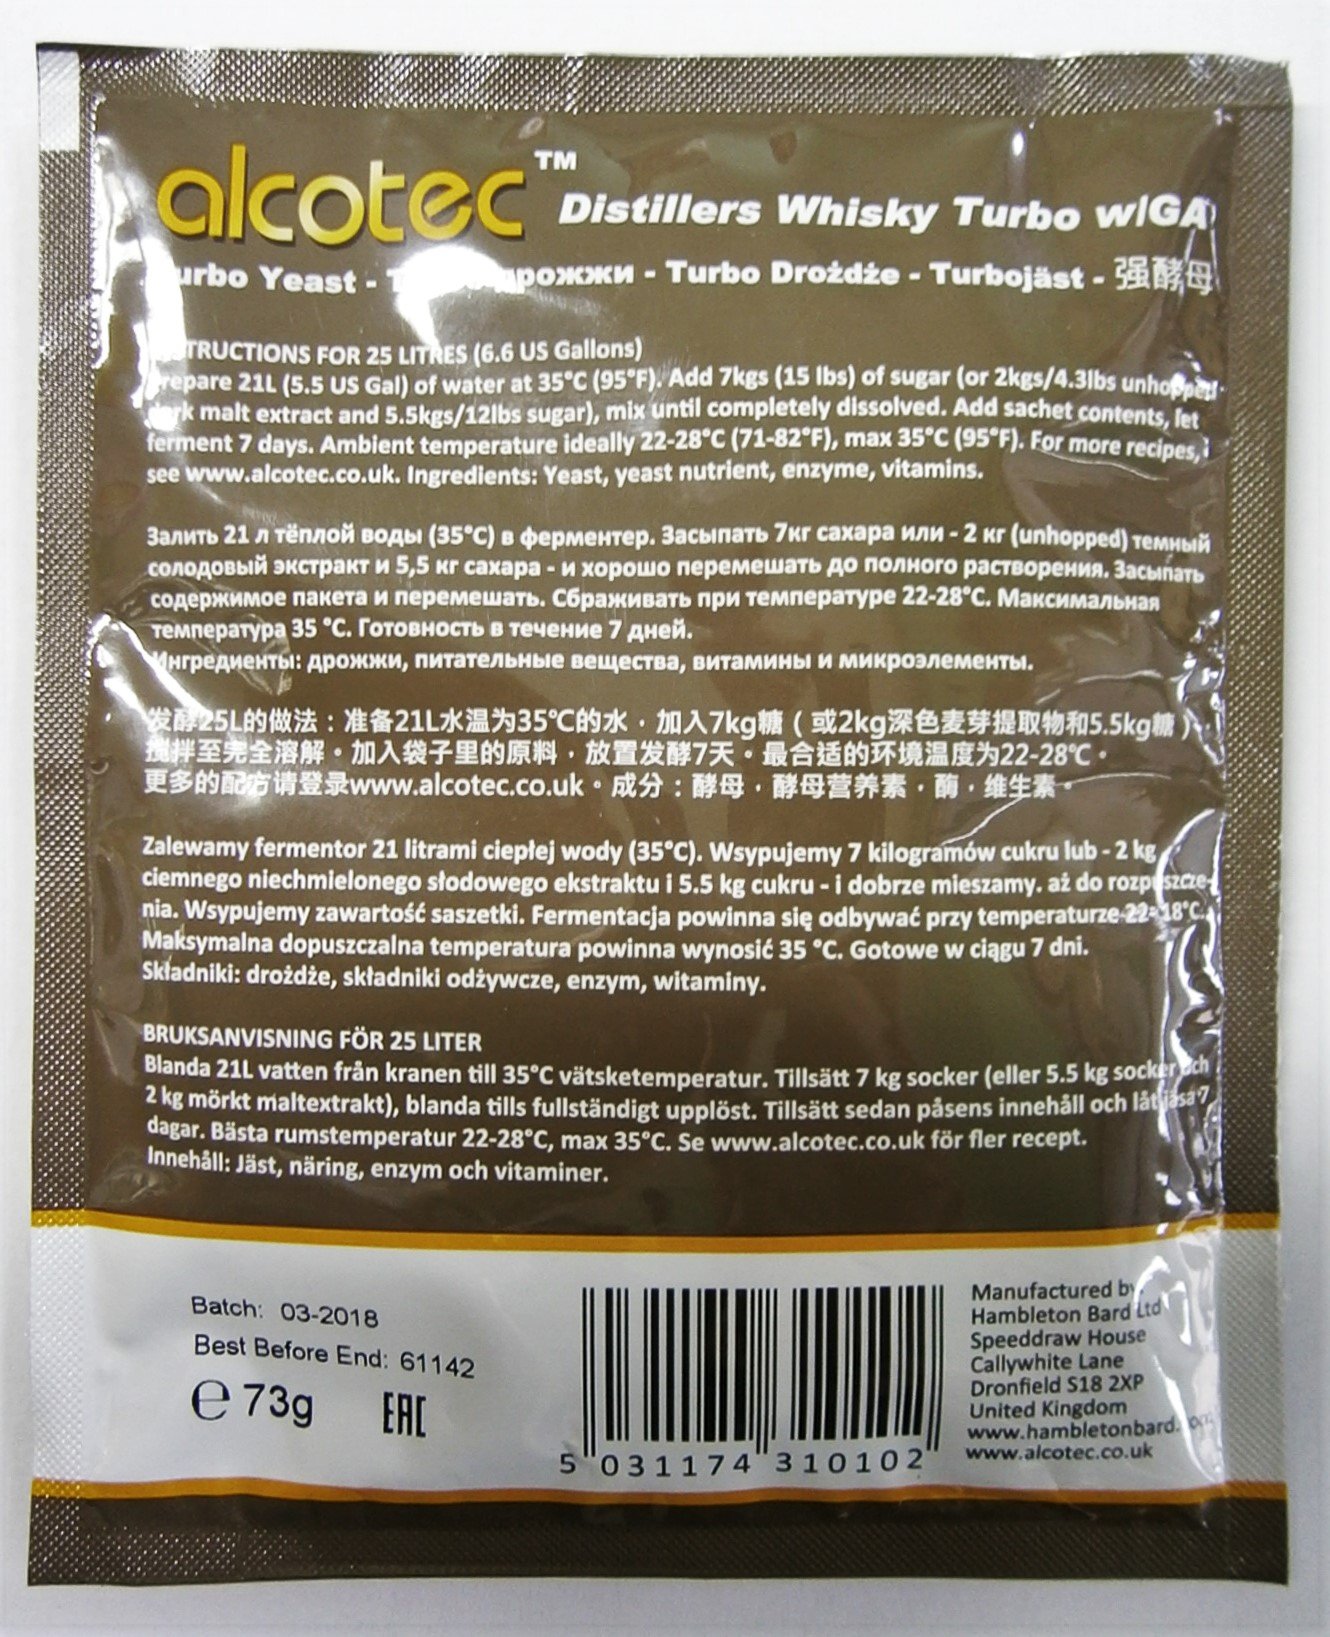 alcotec™ Distillers Whisky Turbo w/GA
Turbo Yeast - дрожжи - Turbo Drożdże - Turbojäst - 强酵母
INSTRUCTIONS FOR 25 LITRES (6.6 US Gallons)
Prepare 21L (5.5 US Gal) of water at 35°C (95°F). Add 7kgs (15 lbs) of sugar (or 2kgs/4.3lbs unhopped
dark malt extract and 5.5kgs/12lbs sugar), mix until completely dissolved. Add sachet contents, let
ferment 7 days. Ambient temperature ideally 22-28°C (71-82°F), max 35°C (95°F). For more recipes,
see www.alcotec.co.uk. Ingredients: Yeast, yeast nutrient, enzyme, vitamins.
Залить 21 л тёплой воды (35°C) в ферментер. Засыпать 7кг сахара или - 2 кг (unhopped) темный
солодовый экстракт и 5,5 кг сахара - и хорошо перемешать до полного растворения. Засыпать
содержимое пакета и перемешать. Сбраживать при температуре 22-28°C. Максимальная
температура 35 °C. Готовность в течение 7 дней.
Ингредиенты: дрожжи, питательные вещества, витамины и микроэлементы.
发酵25L的做法：准备21L水温为35℃的水，加入7kg糖（或2kg深色麦芽提取物和5.5kg糖），
搅拌至完全溶解。加入袋子里的原料，放置发酵7天。最合适的环境温度为22-28℃。
更多的配方请登录www.alcotec.co.uk。成分：酵母，酵母营养素，酶，维生素。
Zalewamy fermentor 21 litrami ciepłej wody (35°C). Wsypujemy 7 kilogramów cukru lub - 2 kg
ciemnego niechmielonego słodowego ekstraktu i 5.5 kg cukru - i dobrze mieszamy. aż do rozpuszcze-
nia. Wsypujemy zawartość saszetki. Fermentacja powinna się odbywać przy temperaturze 22-18°C.
Maksymalna dopuszczalna temperatura powinna wynosić 35 °C. Gotowe w ciągu 7 dni.
Składniki: drożdże, składniki odżywcze, enzym, witaminy.
BRUKSANVISNING FÖR 25 LITER
Blanda 21L vatten från kranen till 35°C vätsketemperatur. Tillsätt 7 kg socker (eller 5.5 kg socker och
2 kg mörkt maltextrakt), blanda tills fullständigt upplöst. Tillsätt sedan påsens innehåll och låt jäsa 7
dagar. Bästa rumstemperatur 22-28°C, max 35°C. Se www.alcotec.co.uk för fler recept.
Innehåll: Jäst, näring, enzym och vitaminer.
Batch: 03-2018
Best Before End: 61142
℮ 73g EAC
5 031174 310102
Manufactured by
Hambleton Bard Ltd
Speeddraw House
Callywhite Lane
Dronfield S18 2XP
United Kingdom
www.hambletonbard.com
www.alcotec.co.uk